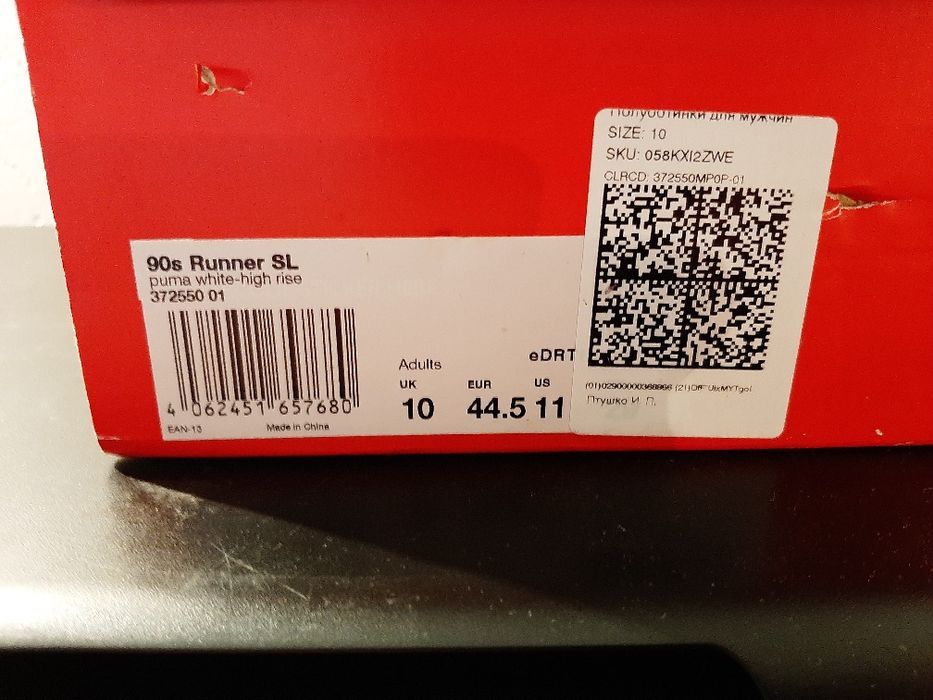 90s Runner SL
puma white-high rise
372550 01
4 062451 657680
EAN-13
Made in China
Adults
eDRT
UK
EUR
US
10
44.5
11
Полуботинки для мужчин
SIZE: 10
SKU: 058KXI2ZWE
CLRCD: 372550MP0P-01
Птушко И. П.